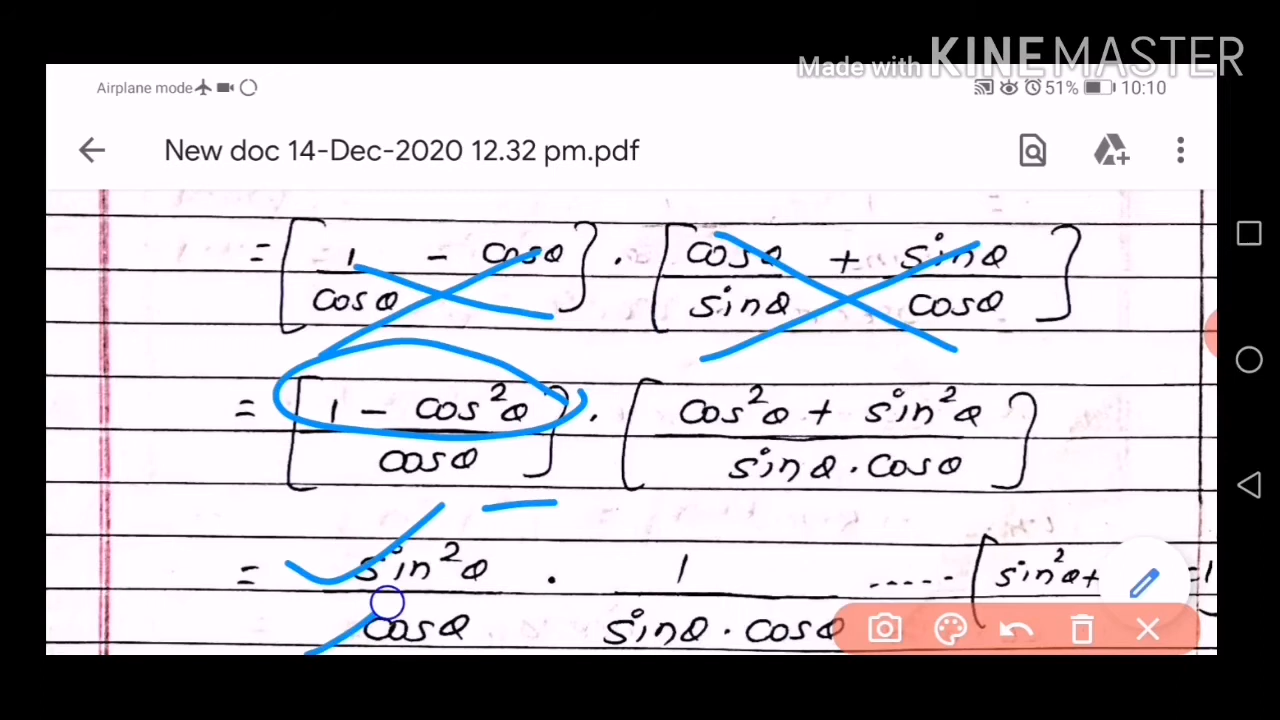 Made with KINEMASTER
Airplane mode 51% 10:10
New doc 14-Dec-2020 12.32 pm.pdf
= [ 1/cosθ - cosθ ] . [ cosθ/sinθ + sinθ/cosθ ]
= [ 1 - cos²θ / cosθ ] . [ cos²θ + sin²θ / sinθ . cosθ ]
= sin²θ/cosθ . 1/sinθ . cosθ ..... [ sin²θ+ =1